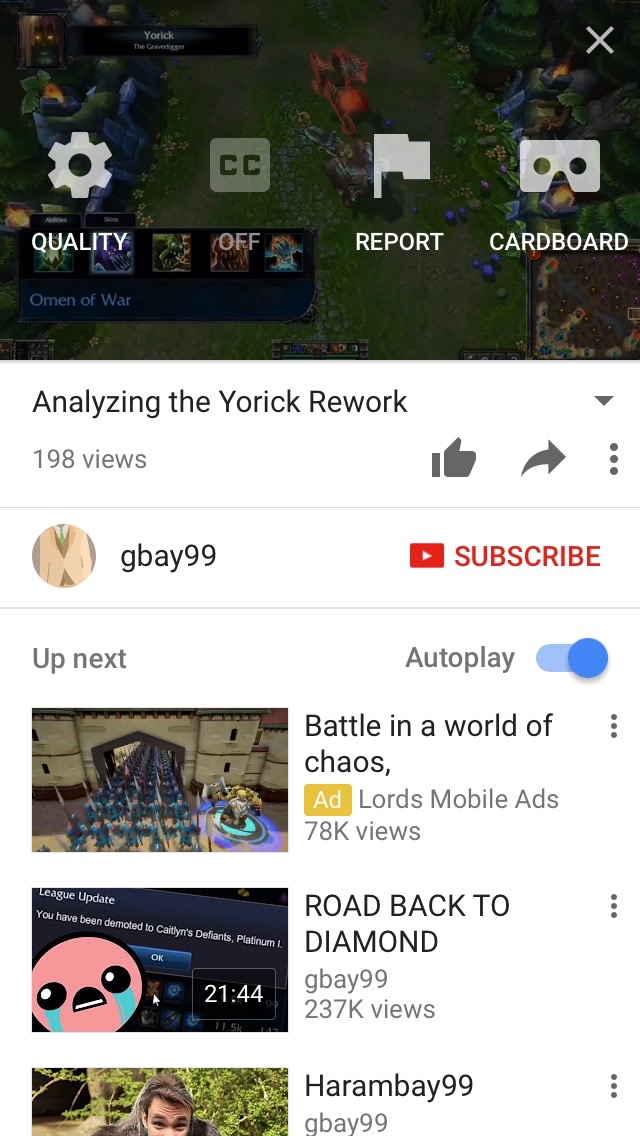 Yorick
The Gravedigger
CC
QUALITY
OFF
REPORT
CARDBOARD
Abilities
Skins
Omen of War
Analyzing the Yorick Rework
198 views
gbay99
SUBSCRIBE
Up next
Autoplay
Battle in a world of
chaos,
Ad Lords Mobile Ads
78K views
League Update
You have been demoted to Caitlyn's Defiants, Platinum I.
OK
21:44
11.5k
ROAD BACK TO
DIAMOND
gbay99
237K views
Harambay99
gbay99